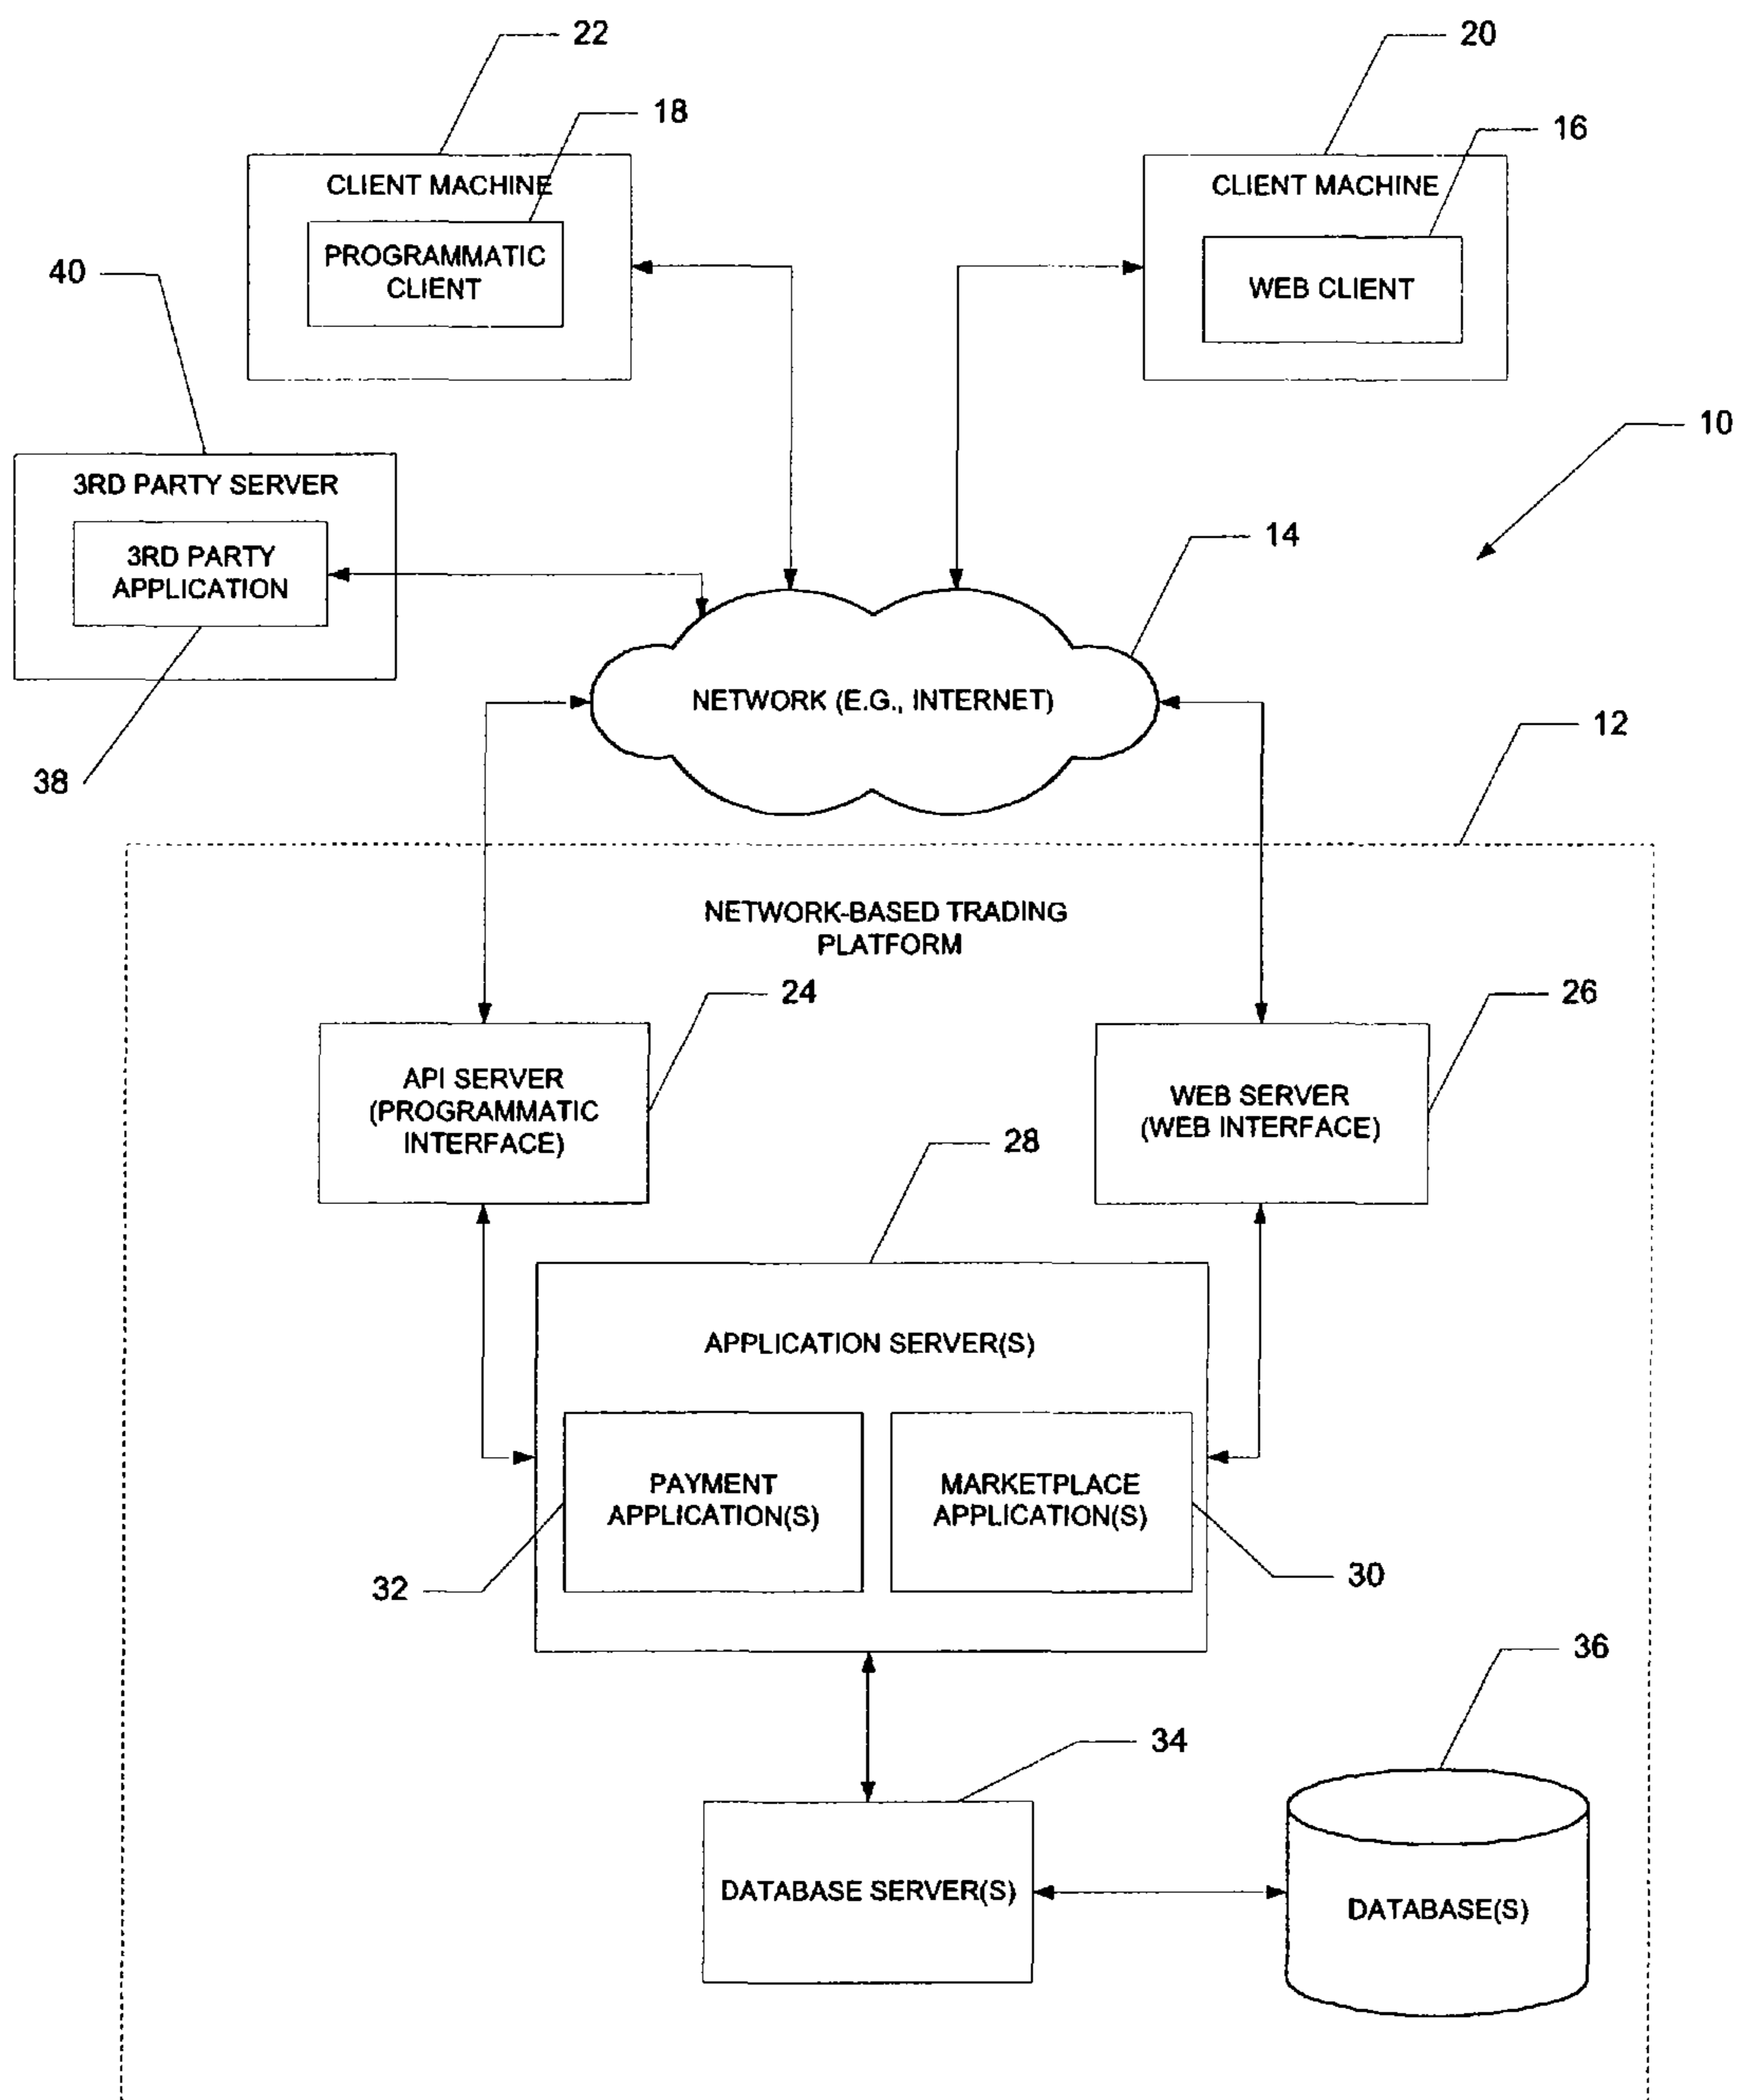 22
20
18
16
CLIENT MACHINE
CLIENT MACHINE
PROGRAMMATIC
CLIENT
WEB CLIENT
40
10
3RD PARTY SERVER
3RD PARTY
APPLICATION
14
NETWORK (E.G., INTERNET)
12
38
NETWORK-BASED TRADING
PLATFORM
24
26
API SERVER
(PROGRAMMATIC
INTERFACE)
WEB SERVER
(WEB INTERFACE)
28
APPLICATION SERVER(S)
PAYMENT
APPLICATION(S)
MARKETPLACE
APPLICATION(S)
32
30
36
34
DATABASE SERVER(S)
DATABASE(S)